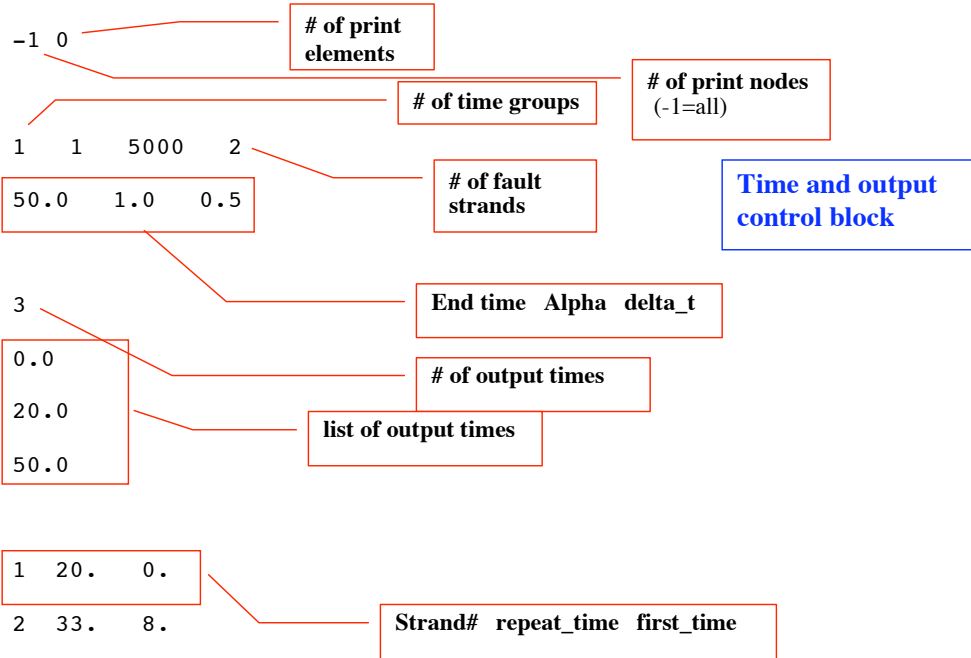 # of print
elements
-1 0
# of print nodes
(-1=all)
# of time groups
1 1 5000 2
# of fault
strands
50.0 1.0 0.5
Time and output
control block
3
End time Alpha delta_t
0.0
# of output times
20.0
list of output times
50.0
1 20. 0.
2 33. 8.
Strand# repeat_time first_time